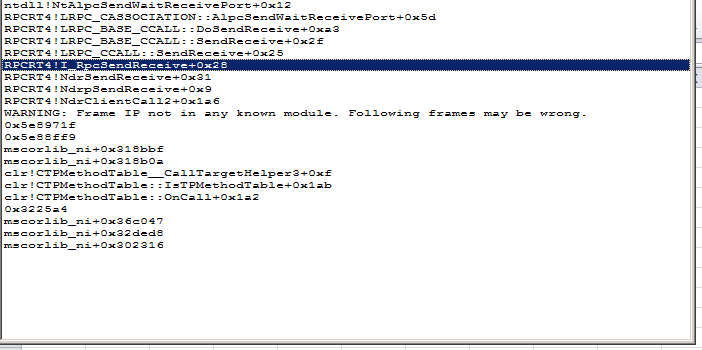 ntdll!NtAlpcSendWaitReceivePort+0x12
RPCRT4!LRPC_CASSOCIATION::AlpcSendWaitReceivePort+0x5d
RPCRT4!LRPC_BASE_CCALL::DoSendReceive+0xa3
RPCRT4!LRPC_BASE_CCALL::SendReceive+0x2f
RPCRT4!LRPC_CCALL::SendReceive+0x25
RPCRT4!I_RpcSendReceive+0x28
RPCRT4!NdrSendReceive+0x31
RPCRT4!NdrpSendReceive+0x9
RPCRT4!NdrClientCall2+0x1a6
WARNING: Frame IP not in any known module. Following frames may be wrong.
0x5e8971f
0x5e88ff9
mscorlib_ni+0x318bbf
mscorlib_ni+0x318b0a
clr!CTPMethodTable__CallTargetHelper3+0xf
clr!CTPMethodTable::IsTPMethodTable+0x1ab
clr!CTPMethodTable::OnCall+0x1a2
0x3225a4
mscorlib_ni+0x36c047
mscorlib_ni+0x32ded8
mscorlib_ni+0x302316